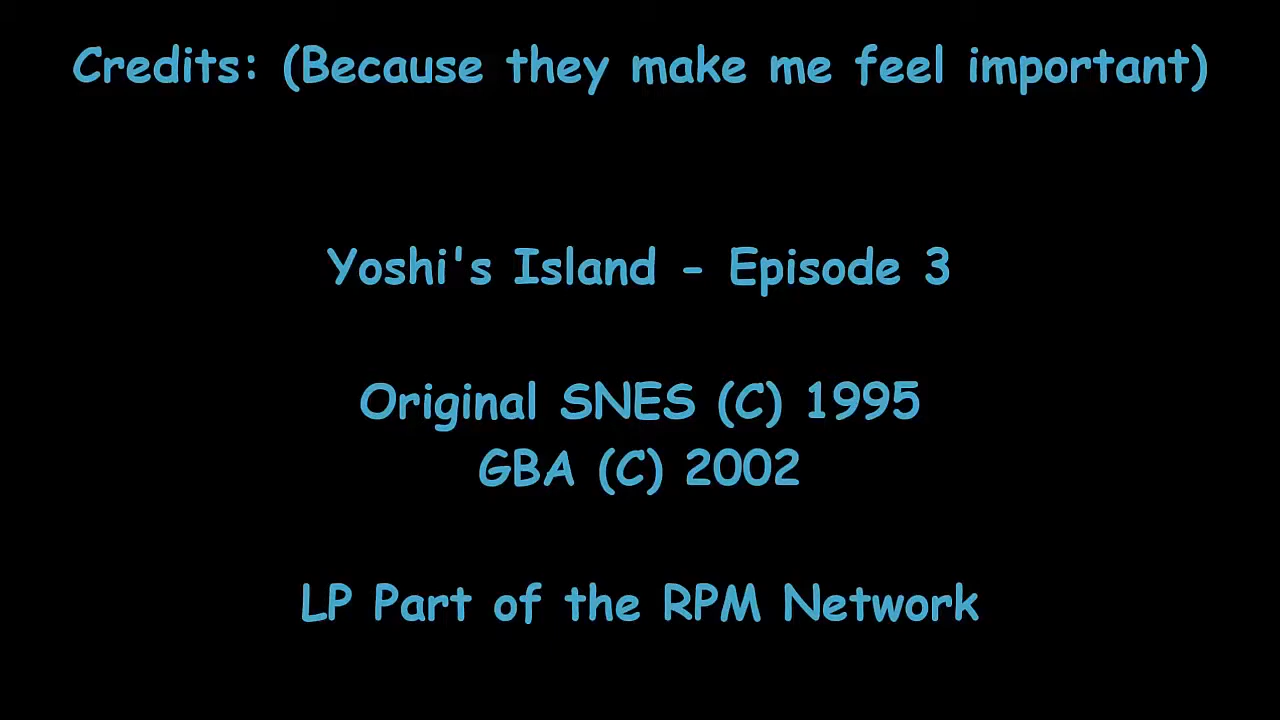 Credits: (Because they make me feel important)
Yoshi's Island - Episode 3
Original SNES (C) 1995
GBA (C) 2002
LP Part of the RPM Network